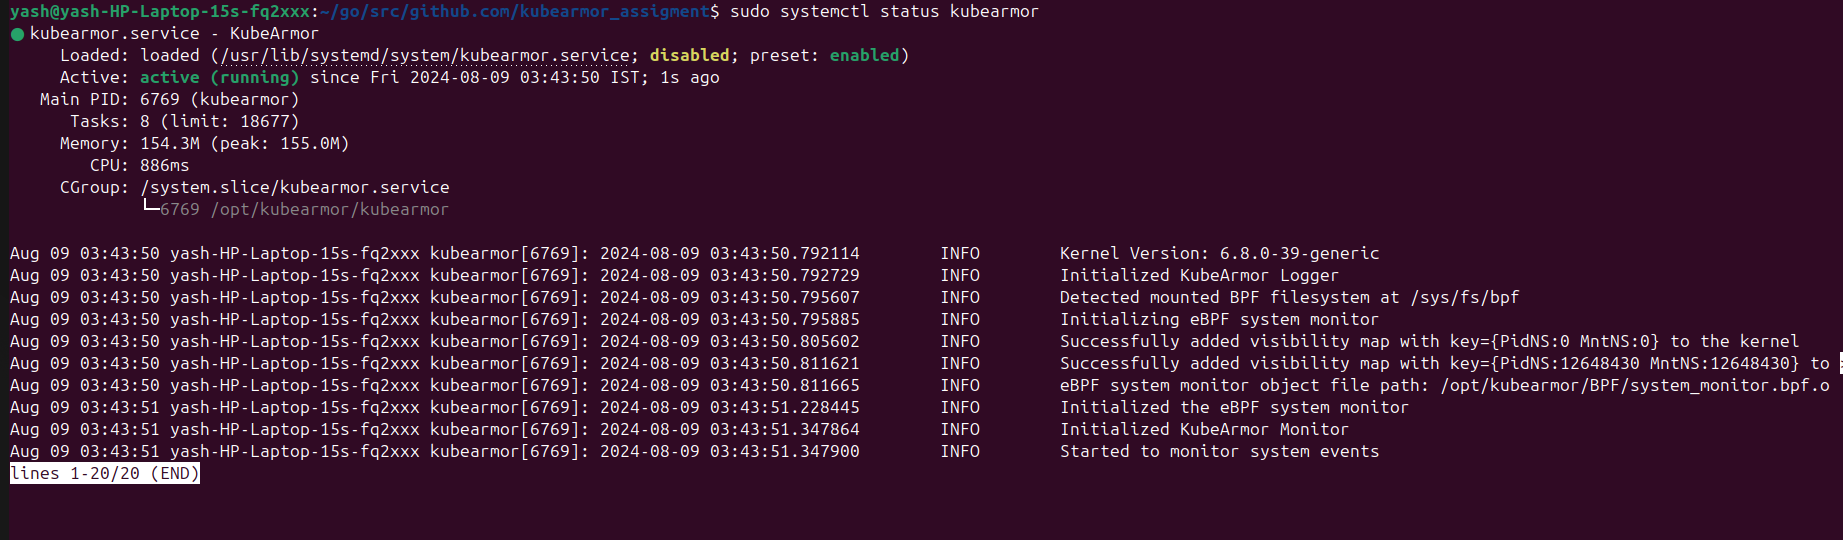 yash@yash-HP-Laptop-15s-fq2xxx:~/go/src/github.com/kubearmor_assigment$ sudo systemctl status kubearmor
● kubearmor.service - KubeArmor
     Loaded: loaded (/usr/lib/systemd/system/kubearmor.service; disabled; preset: enabled)
     Active: active (running) since Fri 2024-08-09 03:43:50 IST; 1s ago
   Main PID: 6769 (kubearmor)
      Tasks: 8 (limit: 18677)
     Memory: 154.3M (peak: 155.0M)
        CPU: 886ms
     CGroup: /system.slice/kubearmor.service
             └─6769 /opt/kubearmor/kubearmor

Aug 09 03:43:50 yash-HP-Laptop-15s-fq2xxx kubearmor[6769]: 2024-08-09 03:43:50.792114        INFO        Kernel Version: 6.8.0-39-generic
Aug 09 03:43:50 yash-HP-Laptop-15s-fq2xxx kubearmor[6769]: 2024-08-09 03:43:50.792729        INFO        Initialized KubeArmor Logger
Aug 09 03:43:50 yash-HP-Laptop-15s-fq2xxx kubearmor[6769]: 2024-08-09 03:43:50.795607        INFO        Detected mounted BPF filesystem at /sys/fs/bpf
Aug 09 03:43:50 yash-HP-Laptop-15s-fq2xxx kubearmor[6769]: 2024-08-09 03:43:50.795885        INFO        Initializing eBPF system monitor
Aug 09 03:43:50 yash-HP-Laptop-15s-fq2xxx kubearmor[6769]: 2024-08-09 03:43:50.805602        INFO        Successfully added visibility map with key={PidNS:0 MntNS:0} to the kernel
Aug 09 03:43:50 yash-HP-Laptop-15s-fq2xxx kubearmor[6769]: 2024-08-09 03:43:50.811621        INFO        Successfully added visibility map with key={PidNS:12648430 MntNS:12648430} to >
Aug 09 03:43:50 yash-HP-Laptop-15s-fq2xxx kubearmor[6769]: 2024-08-09 03:43:50.811665        INFO        eBPF system monitor object file path: /opt/kubearmor/BPF/system_monitor.bpf.o
Aug 09 03:43:51 yash-HP-Laptop-15s-fq2xxx kubearmor[6769]: 2024-08-09 03:43:51.228445        INFO        Initialized the eBPF system monitor
Aug 09 03:43:51 yash-HP-Laptop-15s-fq2xxx kubearmor[6769]: 2024-08-09 03:43:51.347864        INFO        Initialized KubeArmor Monitor
Aug 09 03:43:51 yash-HP-Laptop-15s-fq2xxx kubearmor[6769]: 2024-08-09 03:43:51.347900        INFO        Started to monitor system events
lines 1-20/20 (END)